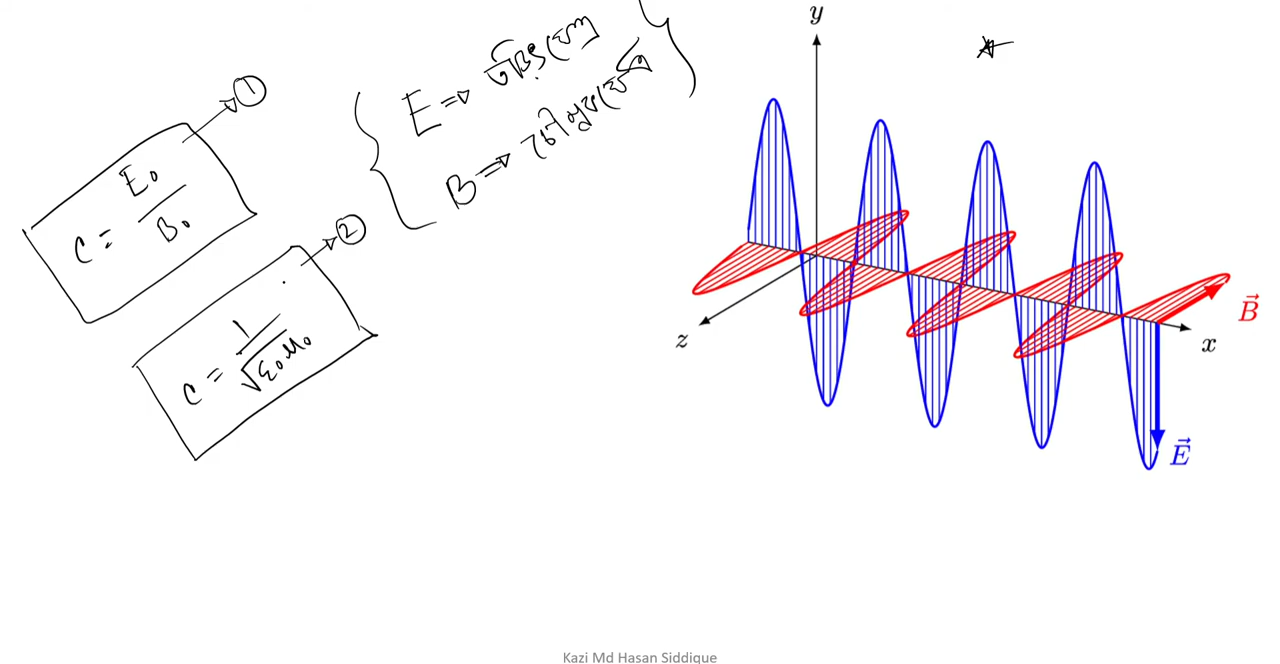 C = E₀/B₀ → ①
C = 1/√ε₀μ₀ → ②
E ⇒ তড়িৎক্ষেত্র
B ⇒ চৌম্বকক্ষেত্র
y
z
x
B⃗
E⃗
Kazi Md Hasan Siddique